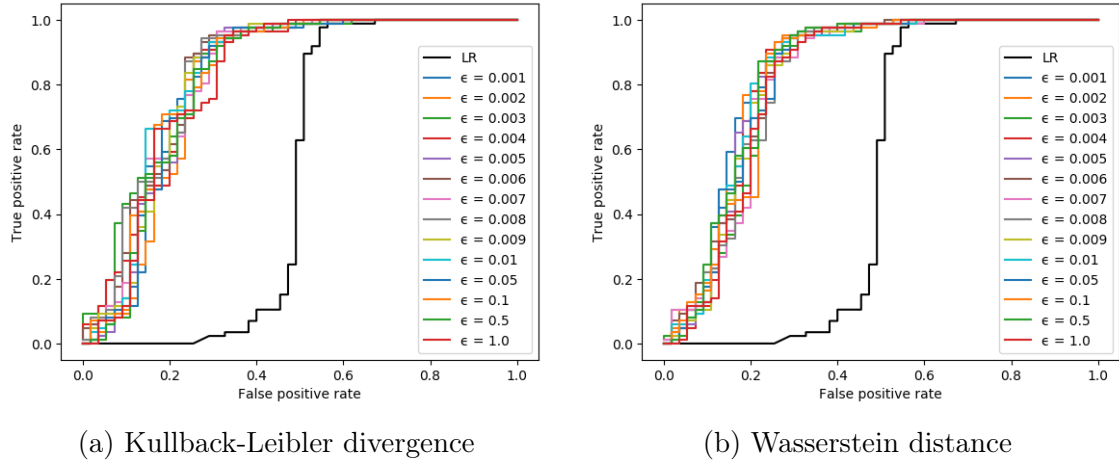 1.0
0.8
0.6
0.4
0.2
0.0
True positive rate
0.0 0.2 0.4 0.6 0.8 1.0
False positive rate
LR
ϵ = 0.001
ϵ = 0.002
ϵ = 0.003
ϵ = 0.004
ϵ = 0.005
ϵ = 0.006
ϵ = 0.007
ϵ = 0.008
ϵ = 0.009
ϵ = 0.01
ϵ = 0.05
ϵ = 0.1
ϵ = 0.5
ϵ = 1.0
(a) Kullback-Leibler divergence
1.0
0.8
0.6
0.4
0.2
0.0
True positive rate
0.0 0.2 0.4 0.6 0.8 1.0
False positive rate
LR
ϵ = 0.001
ϵ = 0.002
ϵ = 0.003
ϵ = 0.004
ϵ = 0.005
ϵ = 0.006
ϵ = 0.007
ϵ = 0.008
ϵ = 0.009
ϵ = 0.01
ϵ = 0.05
ϵ = 0.1
ϵ = 0.5
ϵ = 1.0
(b) Wasserstein distance